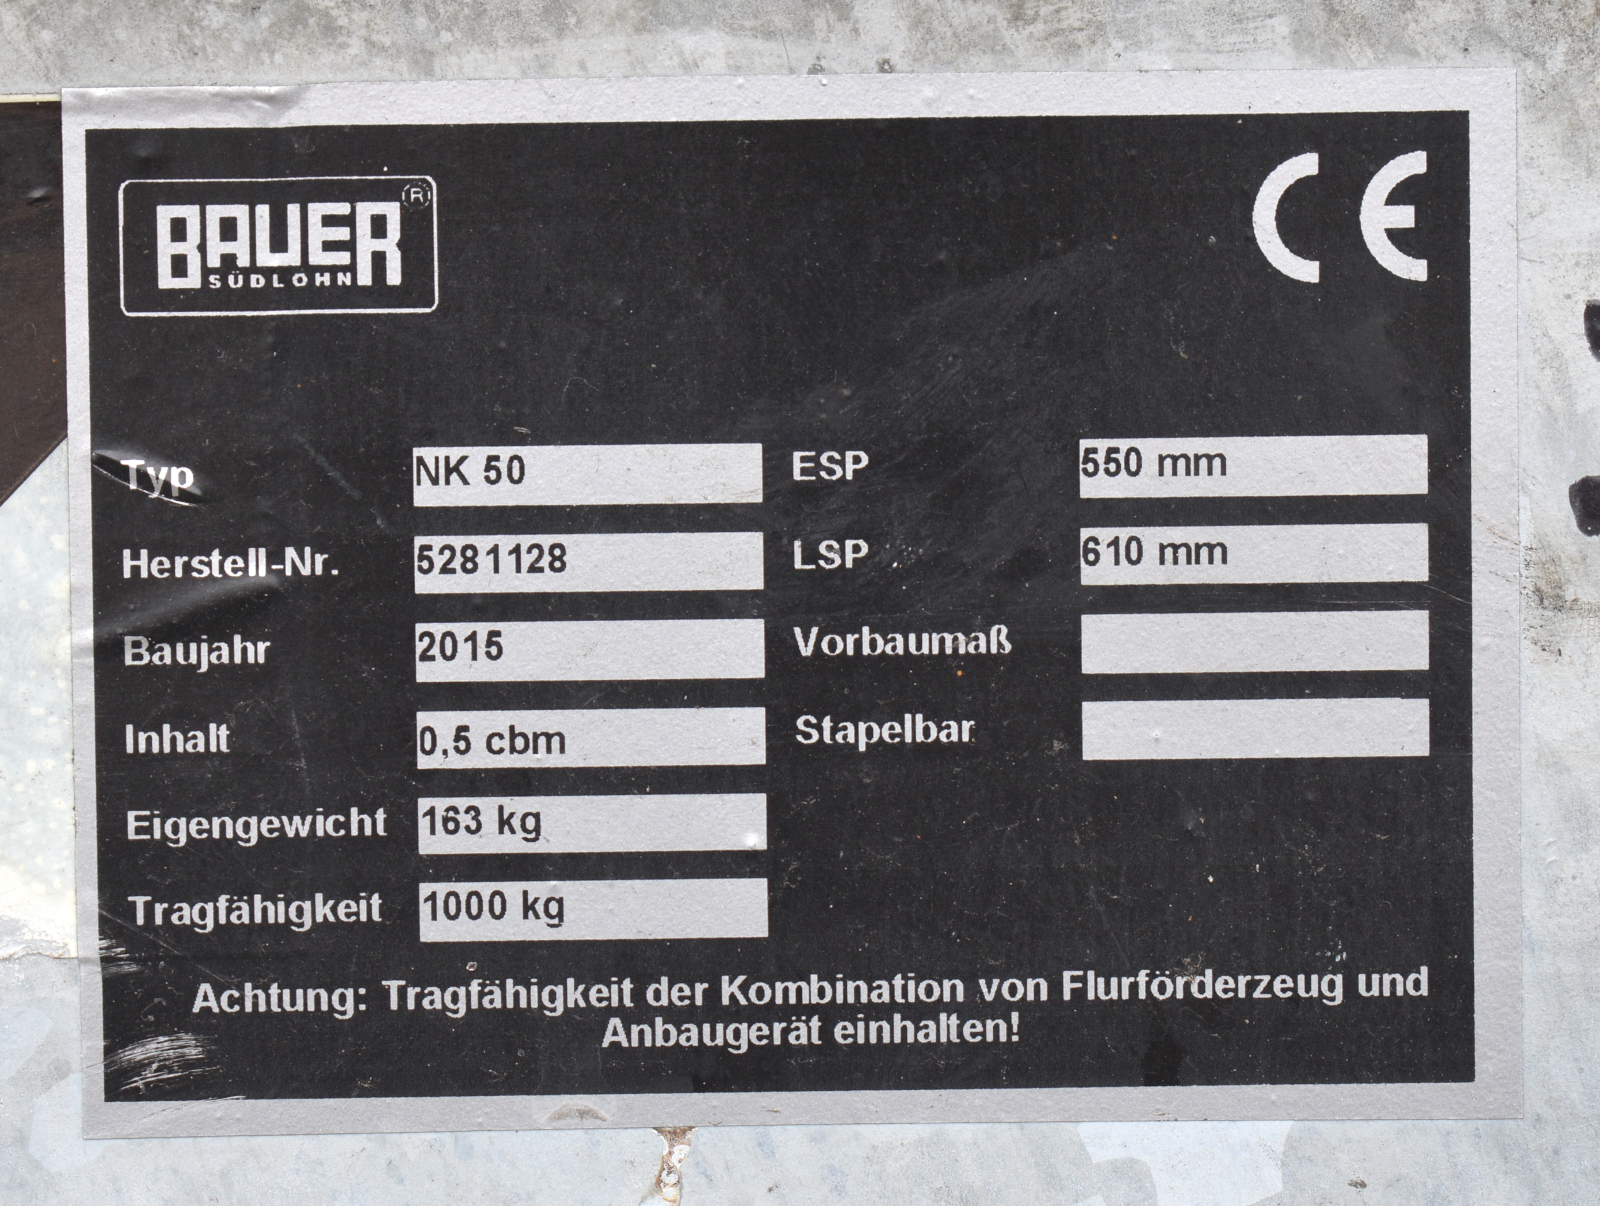 BAUER ®
SÜDLOHN
CE
Typ NK 50 ESP 550 mm
Herstell-Nr. 5281128 LSP 610 mm
Baujahr 2015 Vorbaumaß
Inhalt 0,5 cbm Stapelbar
Eigengewicht 163 kg
Tragfähigkeit 1000 kg
Achtung: Tragfähigkeit der Kombination von Flurförderzeug und
Anbaugerät einhalten!